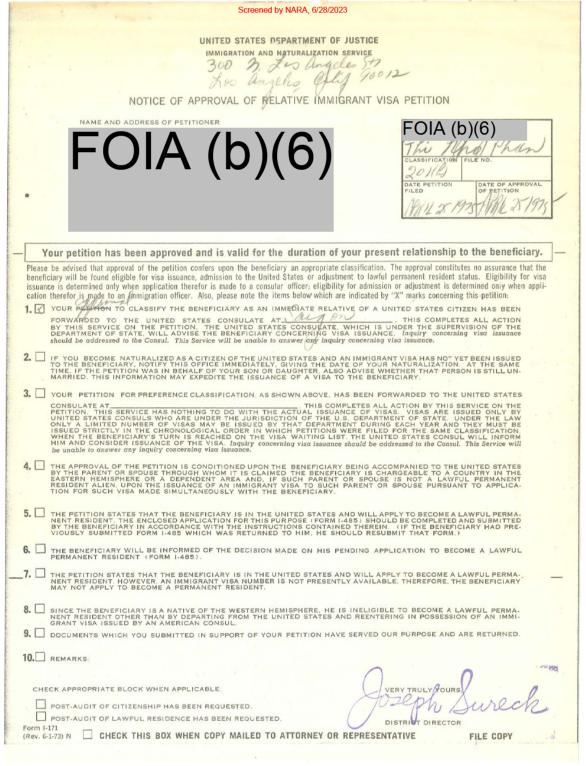 Screened by NARA, 6/28/2023
UNITED STATES DEPARTMENT OF JUSTICE
IMMIGRATION AND NATURALIZATION SERVICE
300 N. Los Angeles St
Los Angeles, Calif 90012
NOTICE OF APPROVAL OF RELATIVE IMMIGRANT VISA PETITION
NAME AND ADDRESS OF PETITIONER
FOIA (b)(6)
FOIA (b)(6)
Thi Phan
CLASSIFICATION FILE NO.
201(b)
DATE PETITION FILED
DATE OF APPROVAL OF PETITION
April 25 1975
April 25 1975
Your petition has been approved and is valid for the duration of your present relationship to the beneficiary.
Please be advised that approval of the petition confers upon the beneficiary an appropriate classification. The approval constitutes no assurance that the
beneficiary will be found eligible for visa issuance, admission to the United States or adjustment to lawful permanent resident status. Eligibility for visa
issuance is determined only when application therefor is made to a consular officer; eligibility for admission or adjustment is determined only when appli-
cation therefor is made to an immigration officer. Also, please note the items below which are indicated by "X" marks concerning this petition:
approval
1. YOUR PETITION TO CLASSIFY THE BENEFICIARY AS AN IMMEDIATE RELATIVE OF A UNITED STATES CITIZEN HAS BEEN
FORWARDED TO THE UNITED STATES CONSULATE AT Saigon. THIS COMPLETES ALL ACTION
BY THIS SERVICE ON THE PETITION. THE UNITED STATES CONSULATE, WHICH IS UNDER THE SUPERVISION OF THE
DEPARTMENT OF STATE, WILL ADVISE THE BENEFICIARY CONCERNING VISA ISSUANCE. Inquiry concerning visa issuance
should be addressed to the Consul. This Service will be unable to answer any inquiry concerning visa issuance.
2. IF YOU BECOME NATURALIZED AS A CITIZEN OF THE UNITED STATES AND AN IMMIGRANT VISA HAS NOT YET BEEN ISSUED
TO THE BENEFICIARY, NOTIFY THIS OFFICE IMMEDIATELY, GIVING THE DATE OF YOUR NATURALIZATION. AT THE SAME
TIME, IF THE PETITION WAS IN BEHALF OF YOUR SON OR DAUGHTER, ALSO ADVISE WHETHER THAT PERSON IS STILL UN-
MARRIED. THIS INFORMATION MAY EXPEDITE THE ISSUANCE OF A VISA TO THE BENEFICIARY.
3. YOUR PETITION FOR PREFERENCE CLASSIFICATION, AS SHOWN ABOVE, HAS BEEN FORWARDED TO THE UNITED STATES
CONSULATE AT . THIS COMPLETES ALL ACTION BY THIS SERVICE ON THE
PETITION. THIS SERVICE HAS NOTHING TO DO WITH THE ACTUAL ISSUANCE OF VISAS. VISAS ARE ISSUED ONLY BY
UNITED STATES CONSULS WHO ARE UNDER THE JURISDICTION OF THE U.S. DEPARTMENT OF STATE. UNDER THE LAW
ONLY A LIMITED NUMBER OF VISAS MAY BE ISSUED BY THAT DEPARTMENT DURING EACH YEAR AND THEY MUST BE
ISSUED STRICTLY IN THE CHRONOLOGICAL ORDER IN WHICH PETITIONS WERE FILED FOR THE SAME CLASSIFICATION.
WHEN THE BENEFICIARY'S TURN IS REACHED ON THE VISA WAITING LIST, THE UNITED STATES CONSUL WILL INFORM
HIM AND CONSIDER ISSUANCE OF THE VISA. Inquiry concerning visa issuance should be addressed to the Consul. This Service will
be unable to answer any inquiry concerning visa issuance.
4. THE APPROVAL OF THE PETITION IS CONDITIONED UPON THE BENEFICIARY BEING ACCOMPANIED TO THE UNITED STATES
BY THE PARENT OR SPOUSE THROUGH WHOM IT IS CLAIMED THE BENEFICIARY IS CHARGEABLE TO A COUNTRY IN THE
EASTERN HEMISPHERE OR A DEPENDENT AREA AND, IF SUCH PARENT OR SPOUSE IS NOT A LAWFUL PERMANENT
RESIDENT ALIEN, UPON THE ISSUANCE OF AN IMMIGRANT VISA TO SUCH PARENT OR SPOUSE PURSUANT TO APPLICA-
TION FOR SUCH VISA MADE SIMULTANEOUSLY WITH THE BENEFICIARY.
5. THE PETITION STATES THAT THE BENEFICIARY IS IN THE UNITED STATES AND WILL APPLY TO BECOME A LAWFUL PERMA-
NENT RESIDENT. THE ENCLOSED APPLICATION FOR THIS PURPOSE (FORM I-485) SHOULD BE COMPLETED AND SUBMITTED
BY THE BENEFICIARY IN ACCORDANCE WITH THE INSTRUCTIONS CONTAINED THEREIN. (IF THE BENEFICIARY HAD PRE-
VIOUSLY SUBMITTED FORM I-485 WHICH WAS RETURNED TO HIM, HE SHOULD RESUBMIT THAT FORM.)
6. THE BENEFICIARY WILL BE INFORMED OF THE DECISION MADE ON HIS PENDING APPLICATION TO BECOME A LAWFUL
PERMANENT RESIDENT (FORM I-485).
7. THE PETITION STATES THAT THE BENEFICIARY IS IN THE UNITED STATES AND WILL APPLY TO BECOME A LAWFUL PERMA-
NENT RESIDENT. HOWEVER AN IMMIGRANT VISA NUMBER IS NOT PRESENTLY AVAILABLE. THEREFORE, THE BENEFICIARY
MAY NOT APPLY TO BECOME A PERMANENT RESIDENT.
8. SINCE THE BENEFICIARY IS A NATIVE OF THE WESTERN HEMISPHERE, HE IS INELIGIBLE TO BECOME A LAWFUL PERMA-
NENT RESIDENT OTHER THAN BY DEPARTING FROM THE UNITED STATES AND REENTERING IN POSSESSION OF AN IMMI-
GRANT VISA ISSUED BY AN AMERICAN CONSUL.
9. DOCUMENTS WHICH YOU SUBMITTED IN SUPPORT OF YOUR PETITION HAVE SERVED OUR PURPOSE AND ARE RETURNED.
10. REMARKS:
CHECK APPROPRIATE BLOCK WHEN APPLICABLE:
POST-AUDIT OF CITIZENSHIP HAS BEEN REQUESTED.
POST-AUDIT OF LAWFUL RESIDENCE HAS BEEN REQUESTED.
VERY TRULY YOURS,
Joseph Sureck
DISTRICT DIRECTOR
Form I-171
(Rev. 6-1-73) N CHECK THIS BOX WHEN COPY MAILED TO ATTORNEY OR REPRESENTATIVE FILE COPY